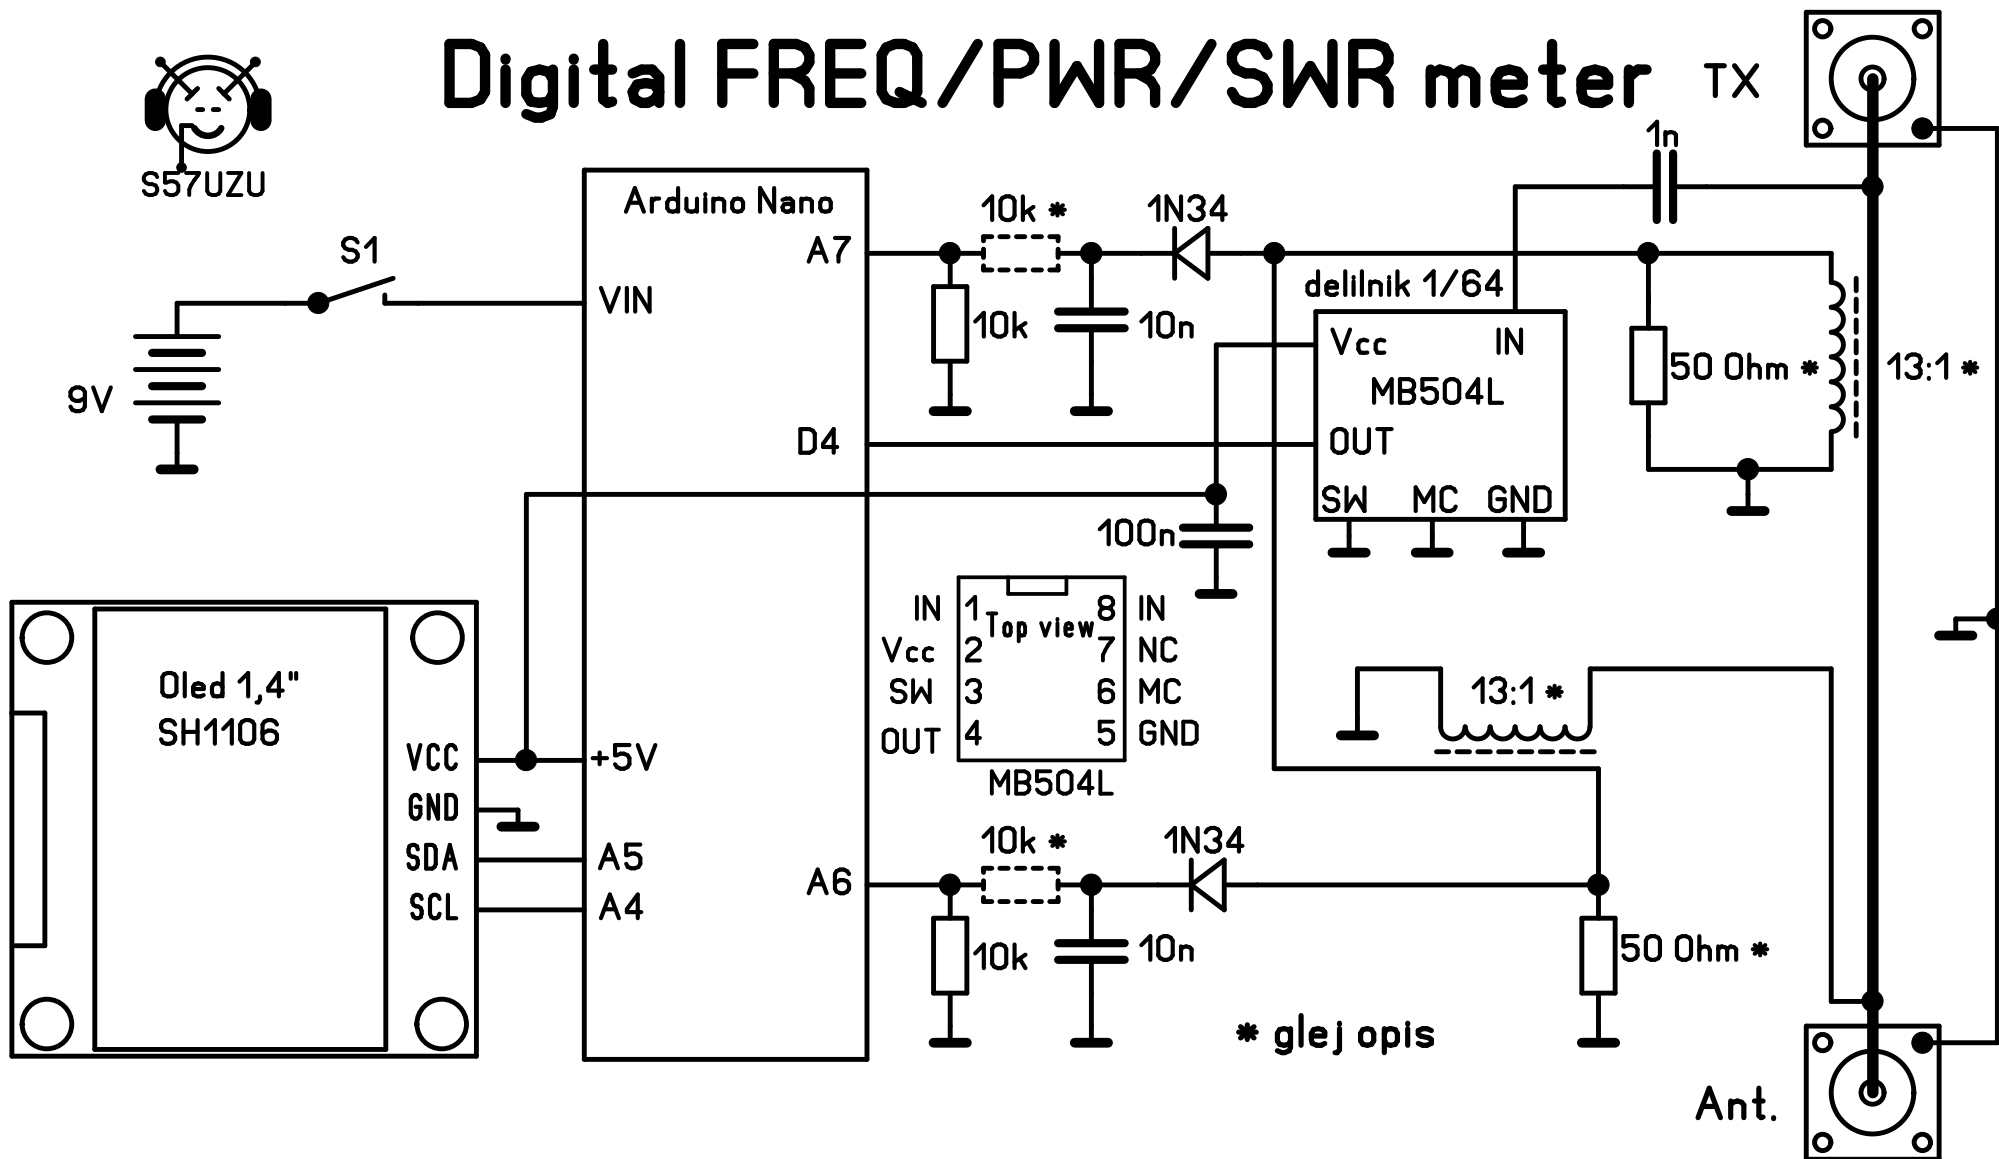 Digital FREQ/PWR/SWR meter
TX
S57UZU
1n
Arduino Nano
10k *
1N34
A7
S1
delilnik 1/64
VIN
10k
10n
Vcc
IN
50 Ohm *
13:1 *
MB504L
9V
D4
OUT
SW MC GND
100n
IN 1 8 IN
Top view
Vcc 2 7 NC
SW 3 6 MC
OUT 4 5 GND
MB504L
Oled 1,4"
SH1106
13:1 *
VCC
+5V
GND
SDA
A5
SCL
A4
10k *
1N34
A6
10k
10n
50 Ohm *
* glej opis
Ant.